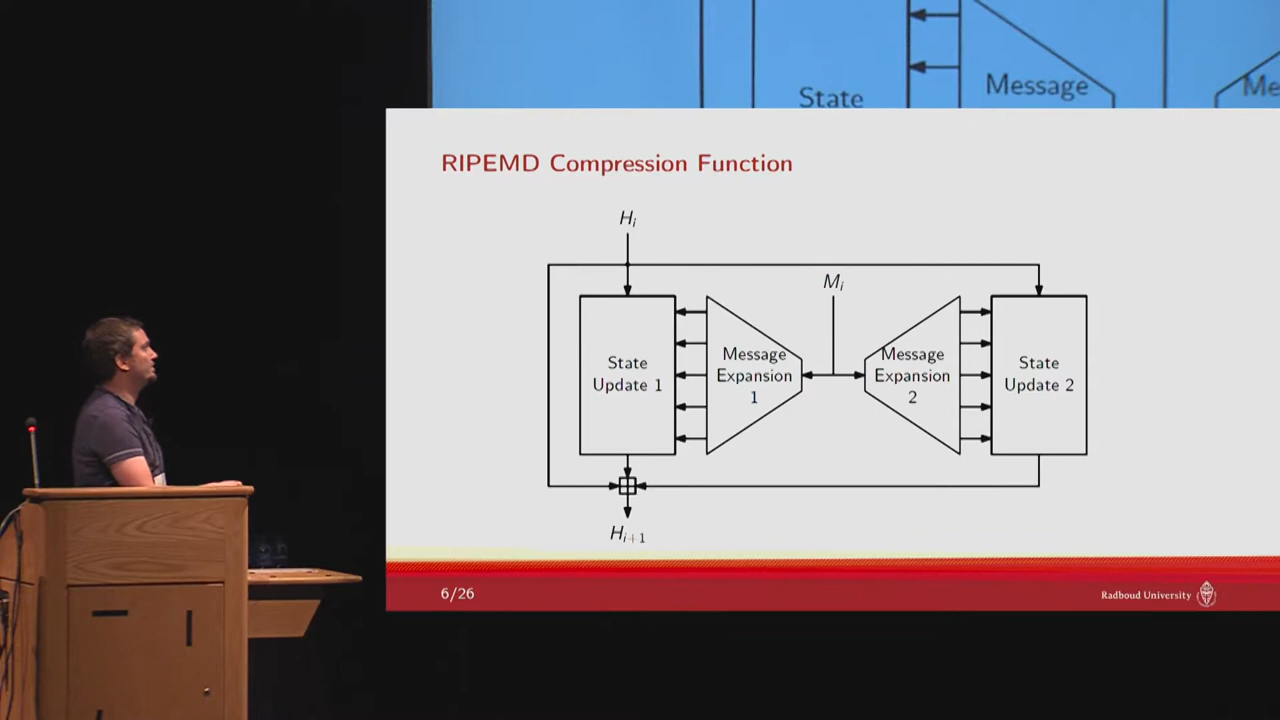 State
Message
Me
RIPEMD Compression Function
H_i
M_i
State
Update 1
Message
Expansion
1
Message
Expansion
2
State
Update 2
H_{i+1}
6/26
Radboud University